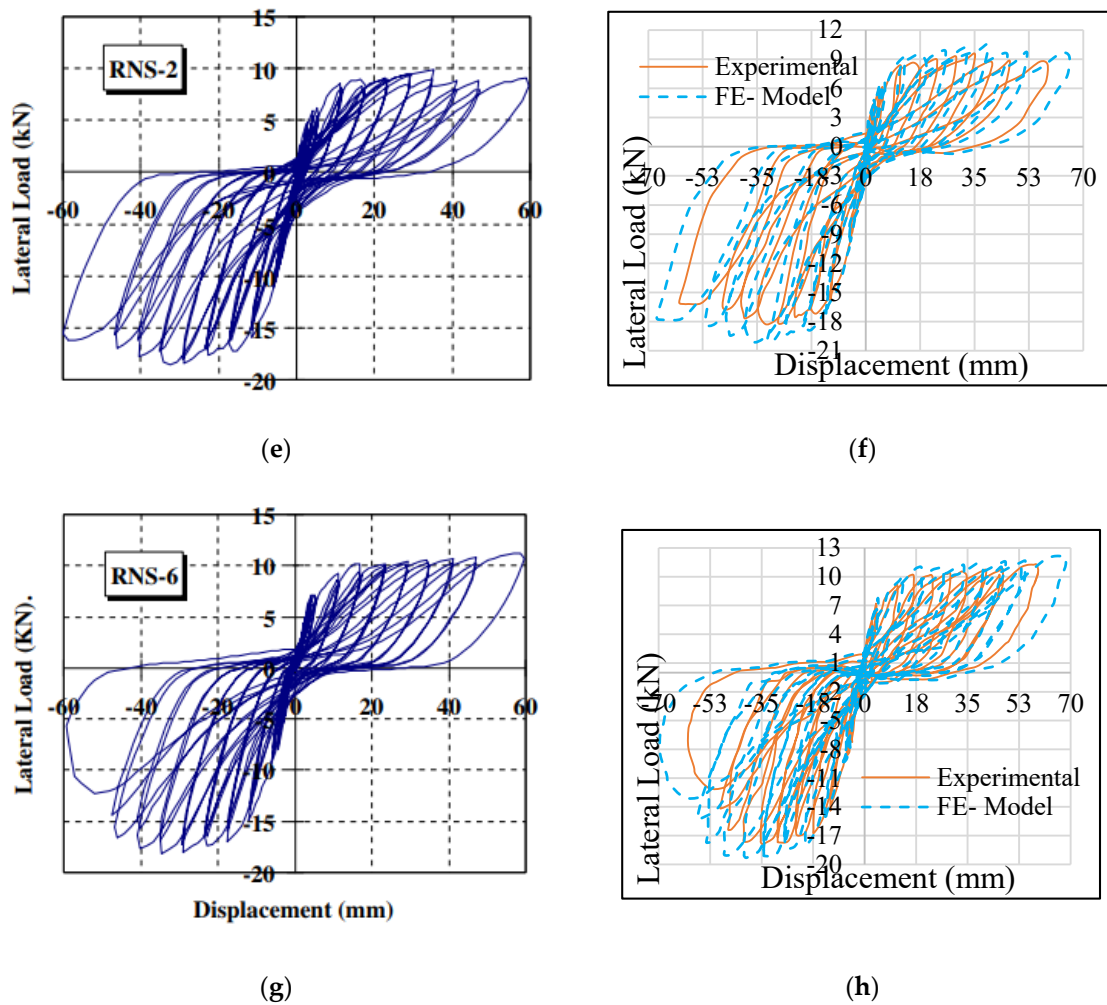 15
RNS-2
10
5
0
-5
-10
-15
-20
-60 -40 -20 0 20 40 60
Lateral Load (kN)
(e)
12
9
6
3
0
-3
-6
-9
-12
-15
-18
-21
-70 -53 -35 -18 0 18 35 53 70
Experimental
FE- Model
Lateral Load (KN)
Displacement (mm)
(f)
15
RNS-6
10
5
0
-5
-10
-15
-20
-60 -40 -20 0 20 40 60
Lateral Load (KN).
Displacement (mm)
(g)
13
10
7
4
1
-2
-5
-8
-11
-14
-17
-20
-70 -53 -35 -18 0 18 35 53 70
Experimental
FE- Model
Lateral Load (kN)
Displacement (mm)
(h)